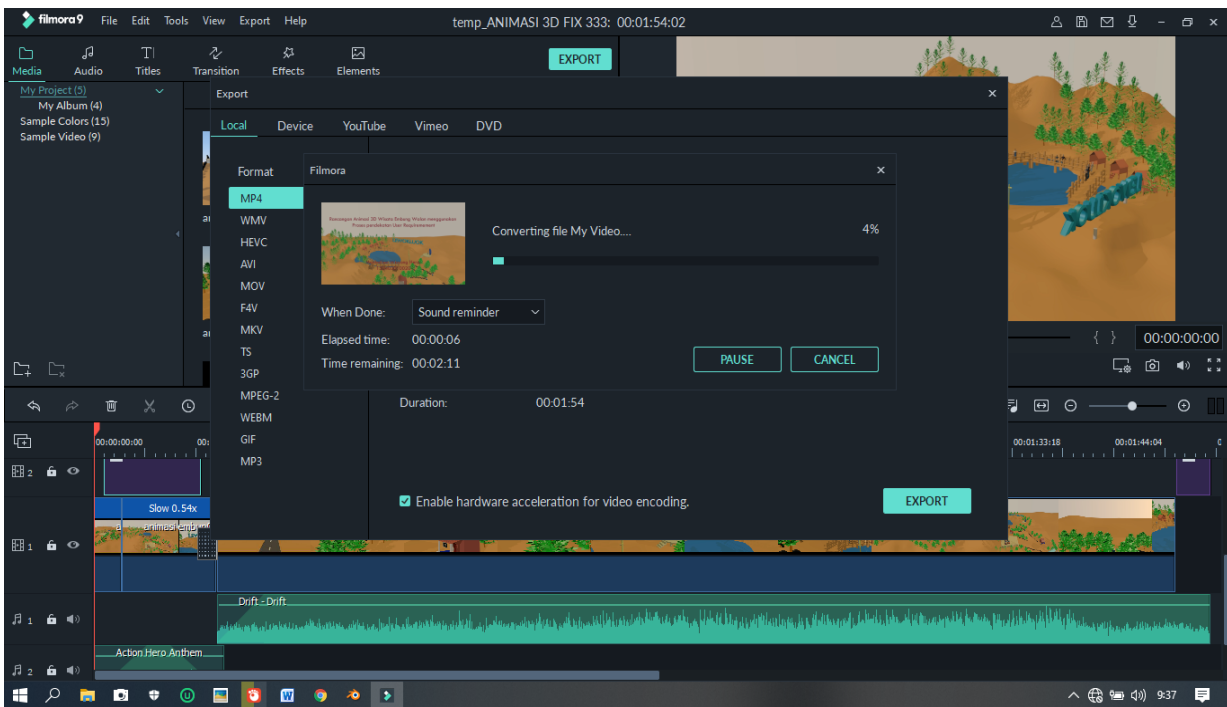 filmora9 File Edit Tools View Export Help temp_ANIMASI 3D FIX 333: 00:01:54:02
Media Audio Titles Transition Effects Elements EXPORT
My Project (5)
My Album (4)
Sample Colors (15)
Sample Video (9)
Export
Local Device YouTube Vimeo DVD
Format
MP4
WMV
HEVC
AVI
MOV
F4V
MKV
TS
3GP
MPEG-2
WEBM
GIF
MP3
Filmora
Converting file My Video.... 4%
When Done: Sound reminder
Elapsed time: 00:00:06
Time remaining: 00:02:11
PAUSE CANCEL
Duration: 00:01:54
Enable hardware acceleration for video encoding.
EXPORT
{ } 00:00:00:00
00:00:00:00 00: 00:01:33:18 00:01:44:04
2
Slow 0.54x
1
1 Drift - Drift
Action Hero Anthem
2
9:37